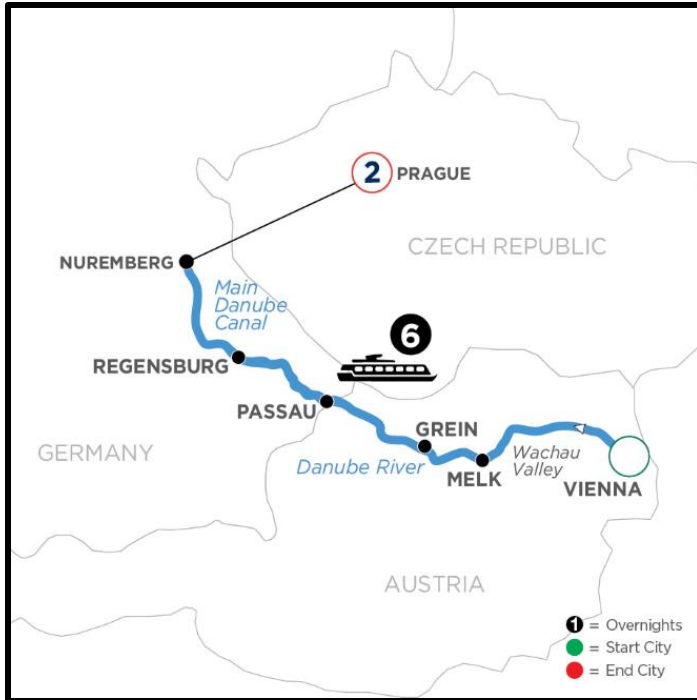 2 PRAGUE
CZECH REPUBLIC
NUREMBERG
Main
Danube
Canal
6
REGENSBURG
PASSAU
GREIN
GERMANY
Danube River
MELK
Wachau
Valley
VIENNA
AUSTRIA
1 = Overnights
= Start City
= End City